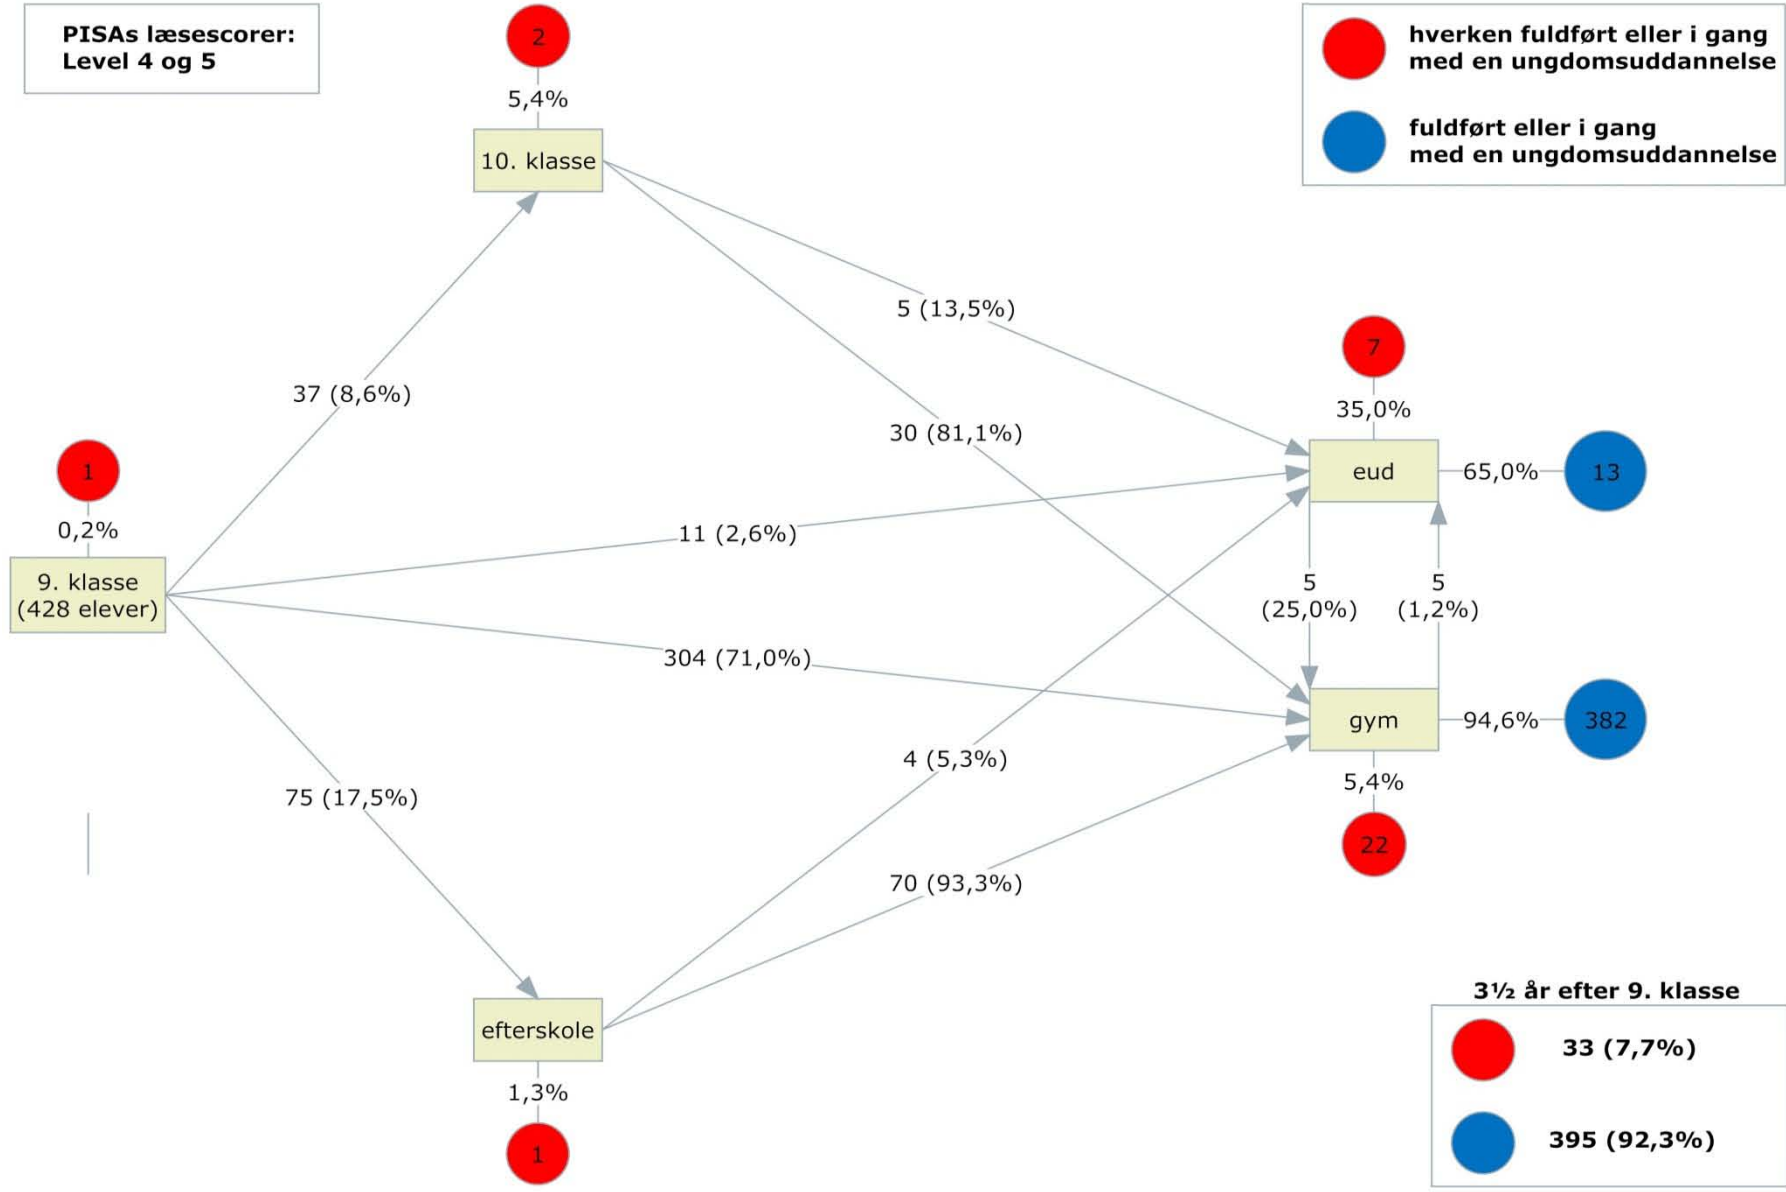 PISAs læsescorer:
Level 4 og 5
2
5,4%
10. klasse
hverken fuldført eller i gang
med en ungdomsuddannelse
fuldført eller i gang
med en ungdomsuddannelse
5 (13,5%)
37 (8,6%)
30 (81,1%)
7
35,0%
eud
65,0%
13
1
0,2%
9. klasse
(428 elever)
11 (2,6%)
304 (71,0%)
5
(25,0%)
5
(1,2%)
gym
94,6%
382
5,4%
22
4 (5,3%)
75 (17,5%)
70 (93,3%)
efterskole
1,3%
1
3½ år efter 9. klasse
33 (7,7%)
395 (92,3%)